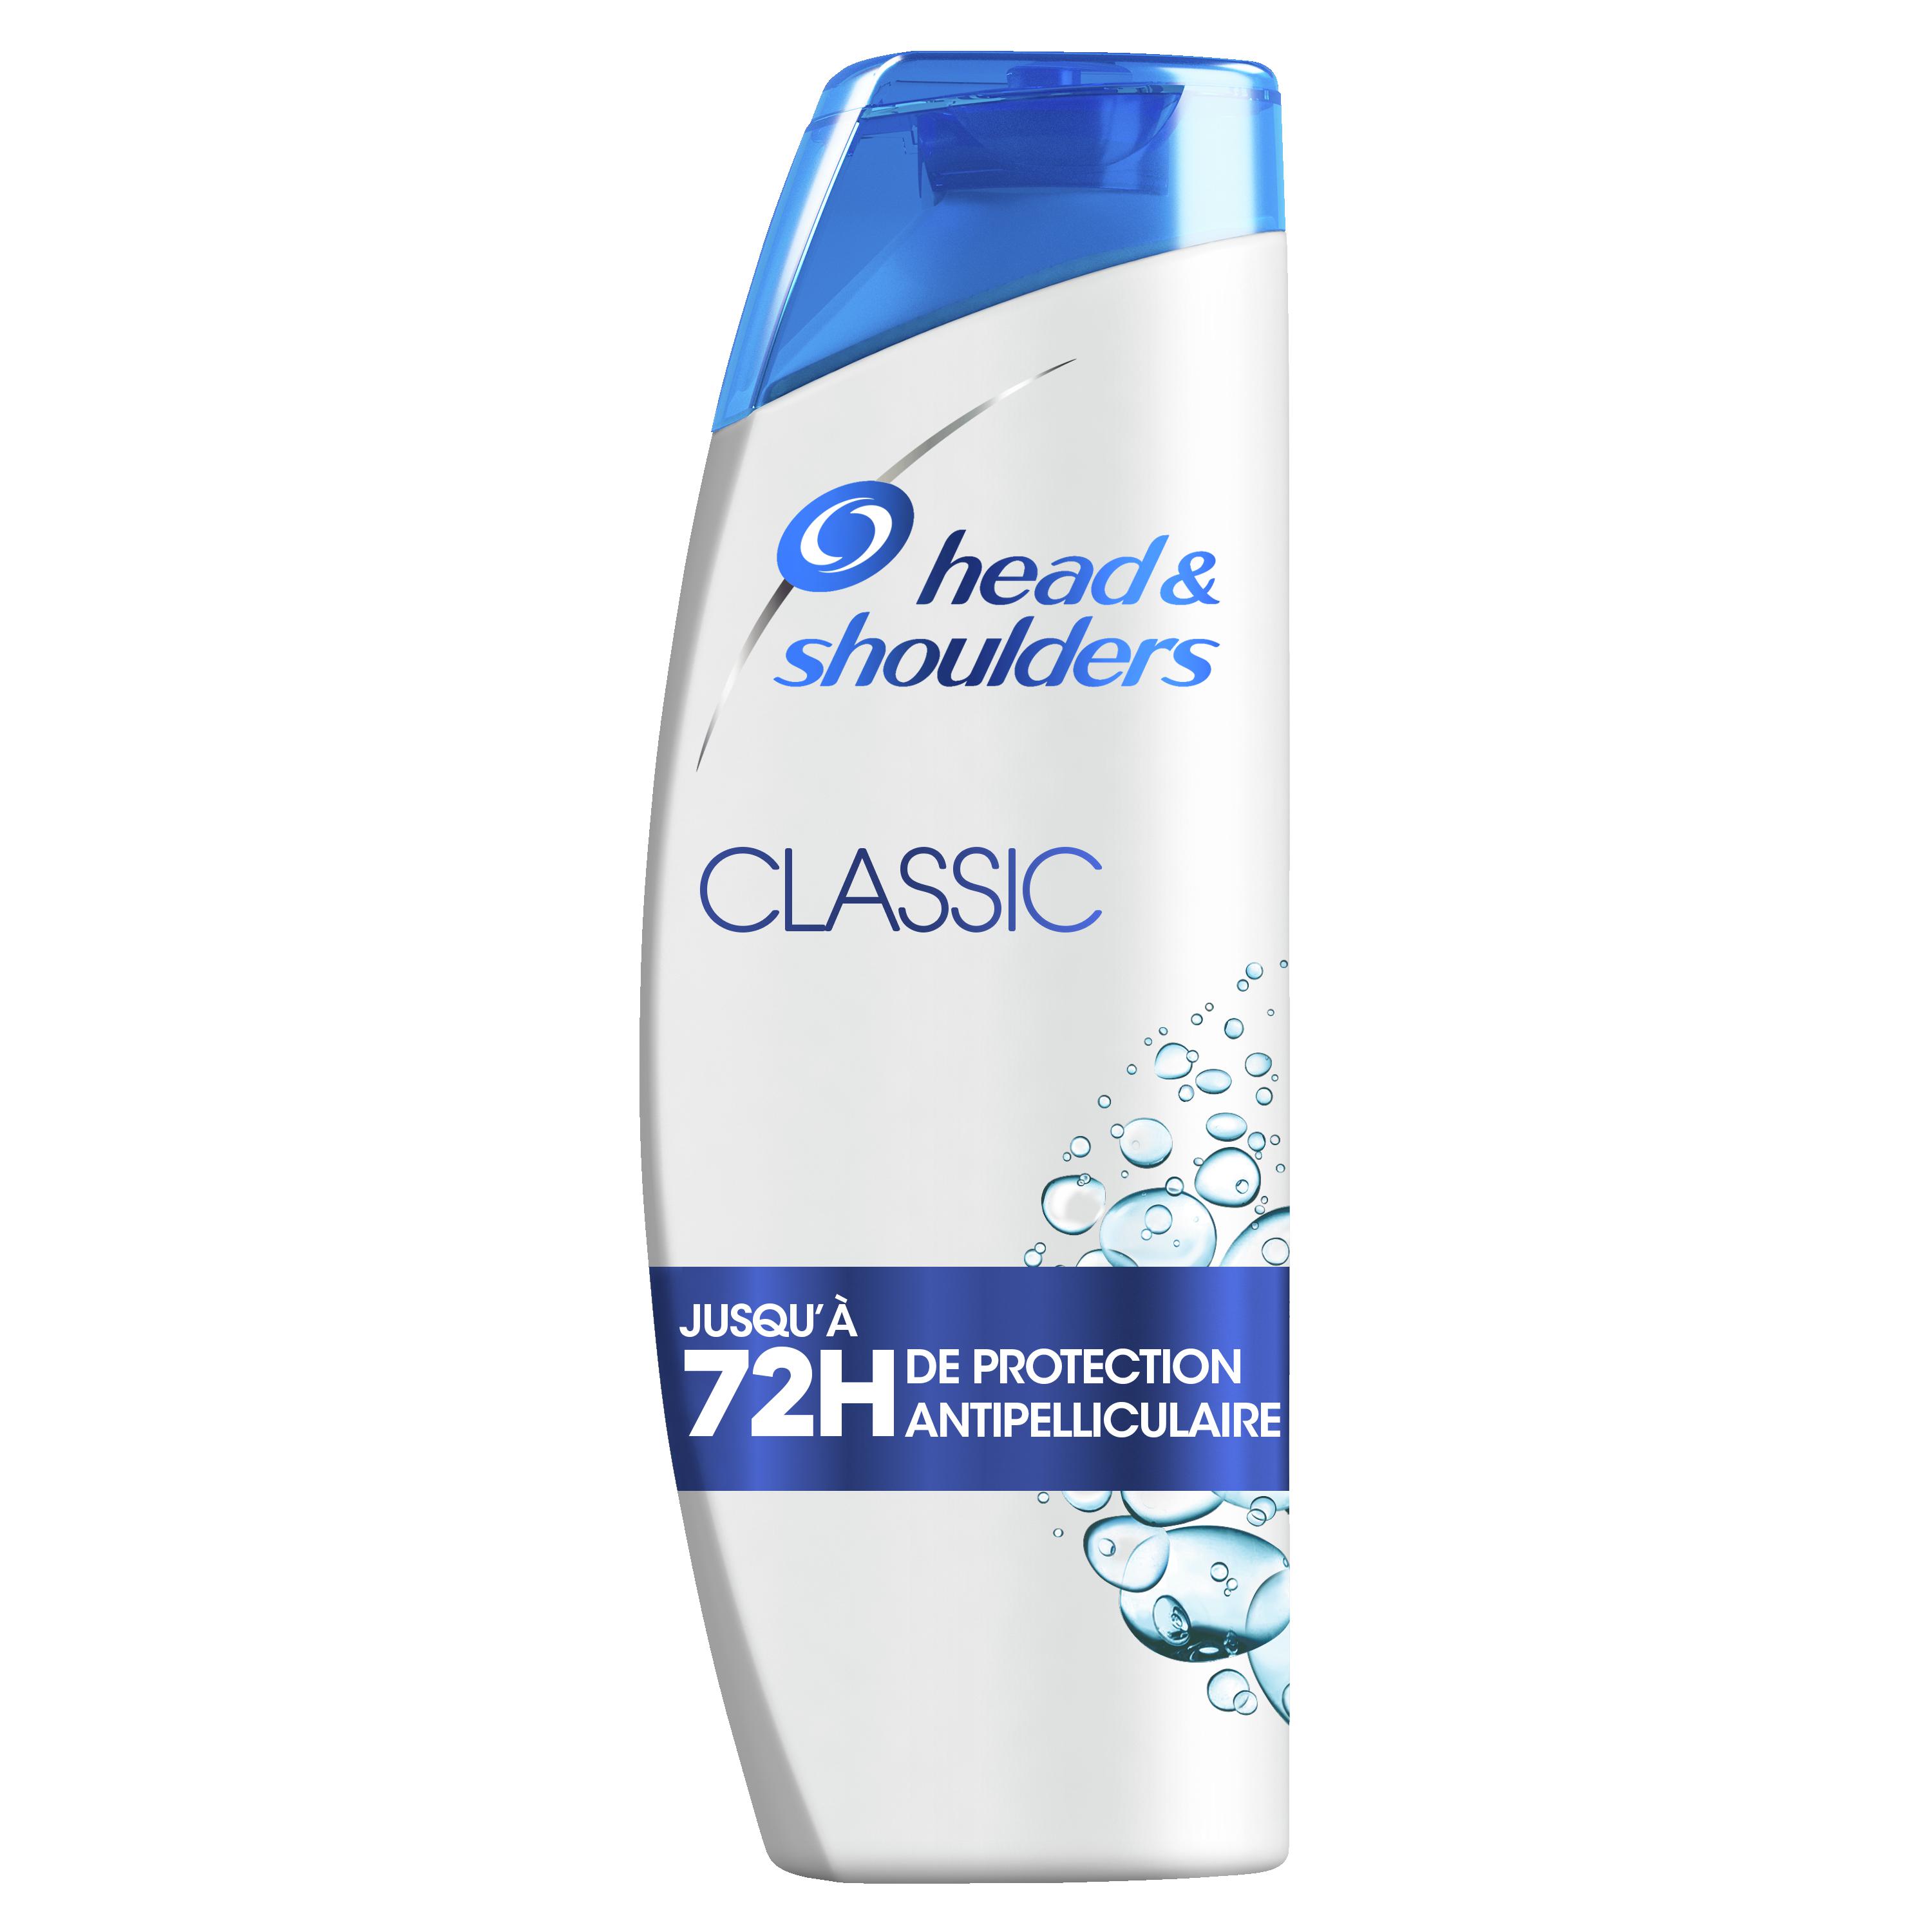 head &
shoulders
CLASSIC
JUSQU'À
72H DE PROTECTION
ANTIPELLICULAIRE